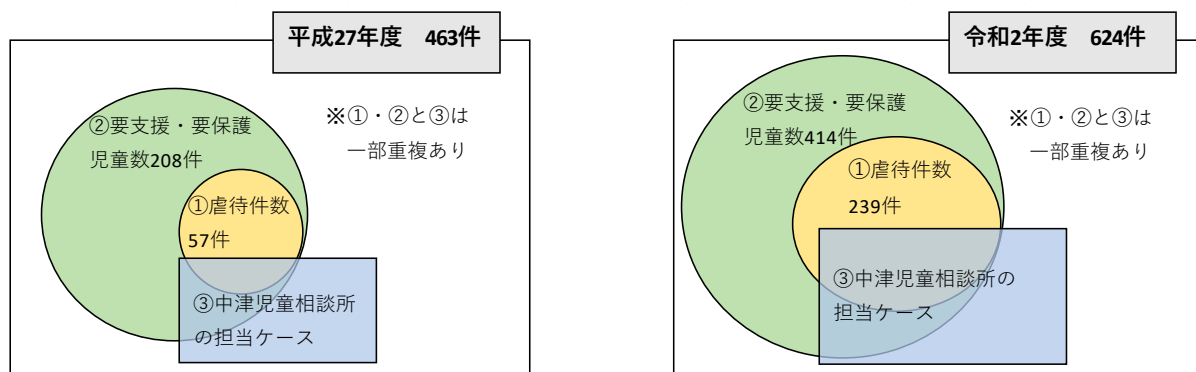 平成27年度　463件
②要支援・要保護
児童数208件
※①・②と③は
一部重複あり
①虐待件数
57件
③中津児童相談所
の担当ケース
令和2年度　624件
②要支援・要保護
児童数414件
※①・②と③は
一部重複あり
①虐待件数
239件
③中津児童相談所の
担当ケース